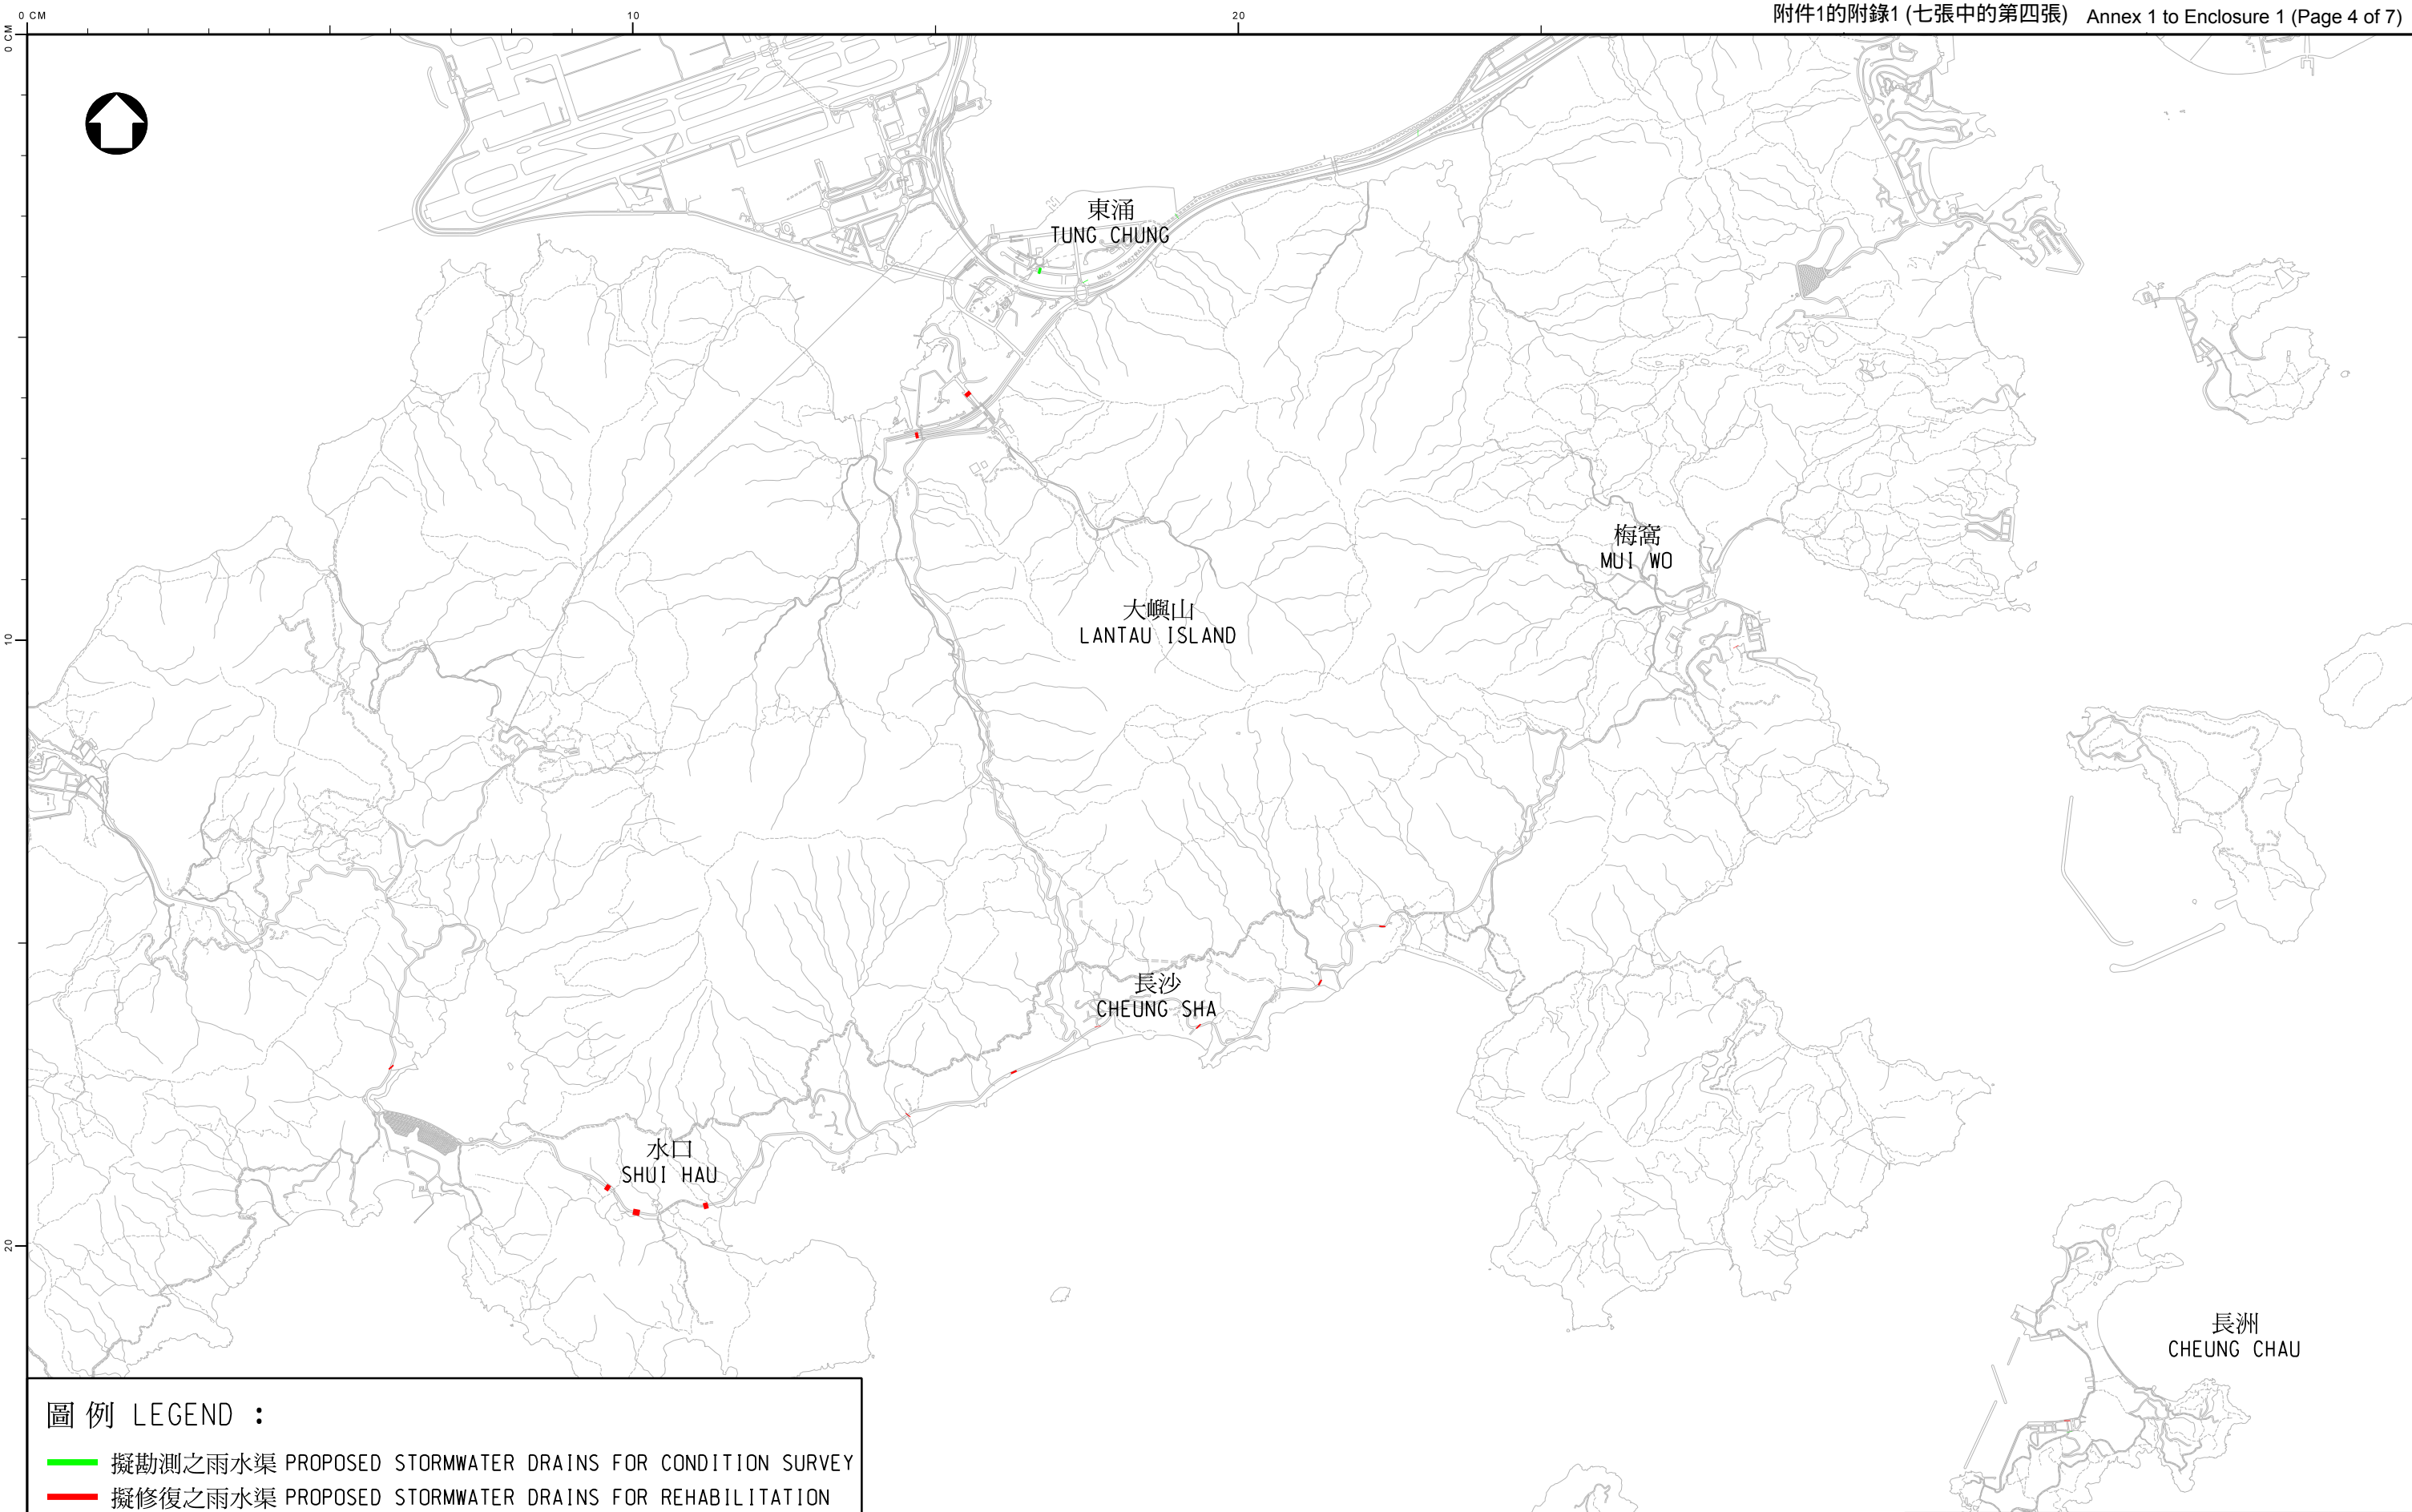 附件1的附錄1 (七張中的第四張) Annex 1 to Enclosure 1 (Page 4 of 7)
0 CM
10
20
0 CM
10
20
東涌
TUNG CHUNG
梅窩
MUI WO
大嶼山
LANTAU ISLAND
長沙
CHEUNG SHA
水口
SHUI HAU
長洲
CHEUNG CHAU
圖例 LEGEND :
擬勘測之雨水渠 PROPOSED STORMWATER DRAINS FOR CONDITION SURVEY
擬修復之雨水渠 PROPOSED STORMWATER DRAINS FOR REHABILITATION